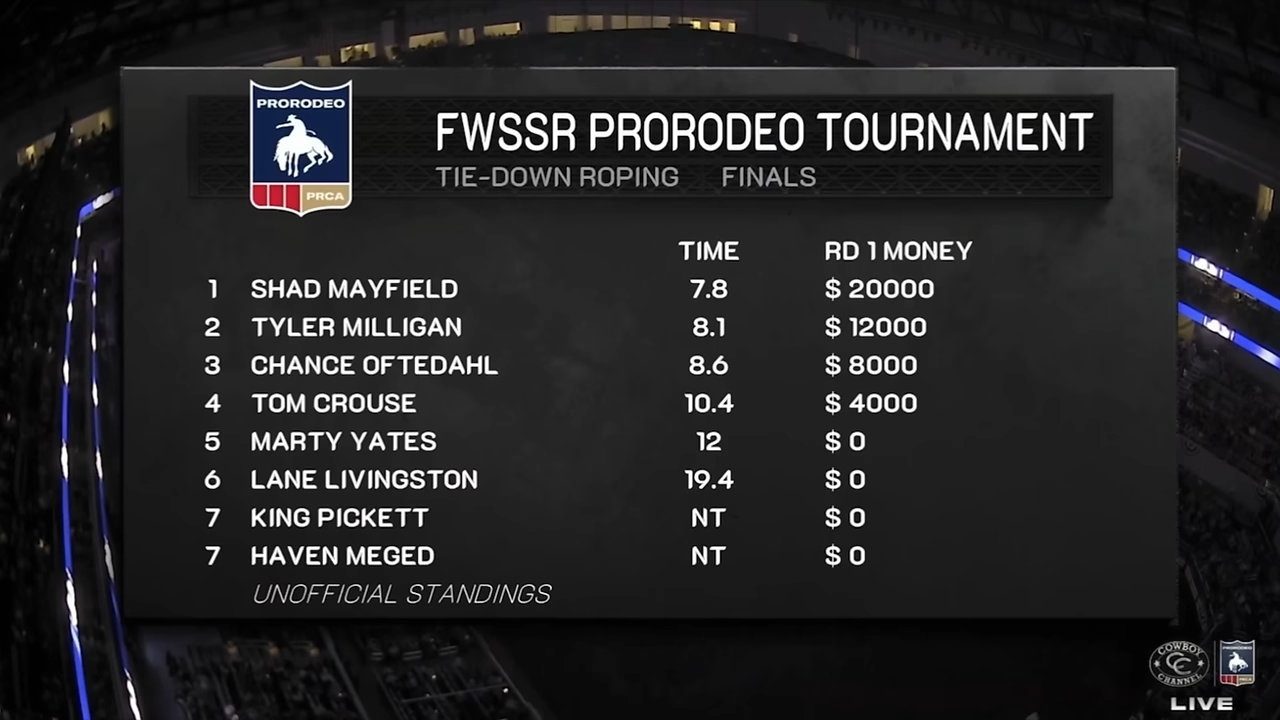 PRORODEO
PRCA
FWSSR PRORODEO TOURNAMENT
TIE-DOWN ROPING FINALS
TIME RD 1 MONEY
1 SHAD MAYFIELD 7.8 $ 20000
2 TYLER MILLIGAN 8.1 $ 12000
3 CHANCE OFTEDAHL 8.6 $ 8000
4 TOM CROUSE 10.4 $ 4000
5 MARTY YATES 12 $ 0
6 LANE LIVINGSTON 19.4 $ 0
7 KING PICKETT NT $ 0
7 HAVEN MEGED NT $ 0
UNOFFICIAL STANDINGS
COWBOY CC CHANNEL
PRORODEO
PRCA
LIVE